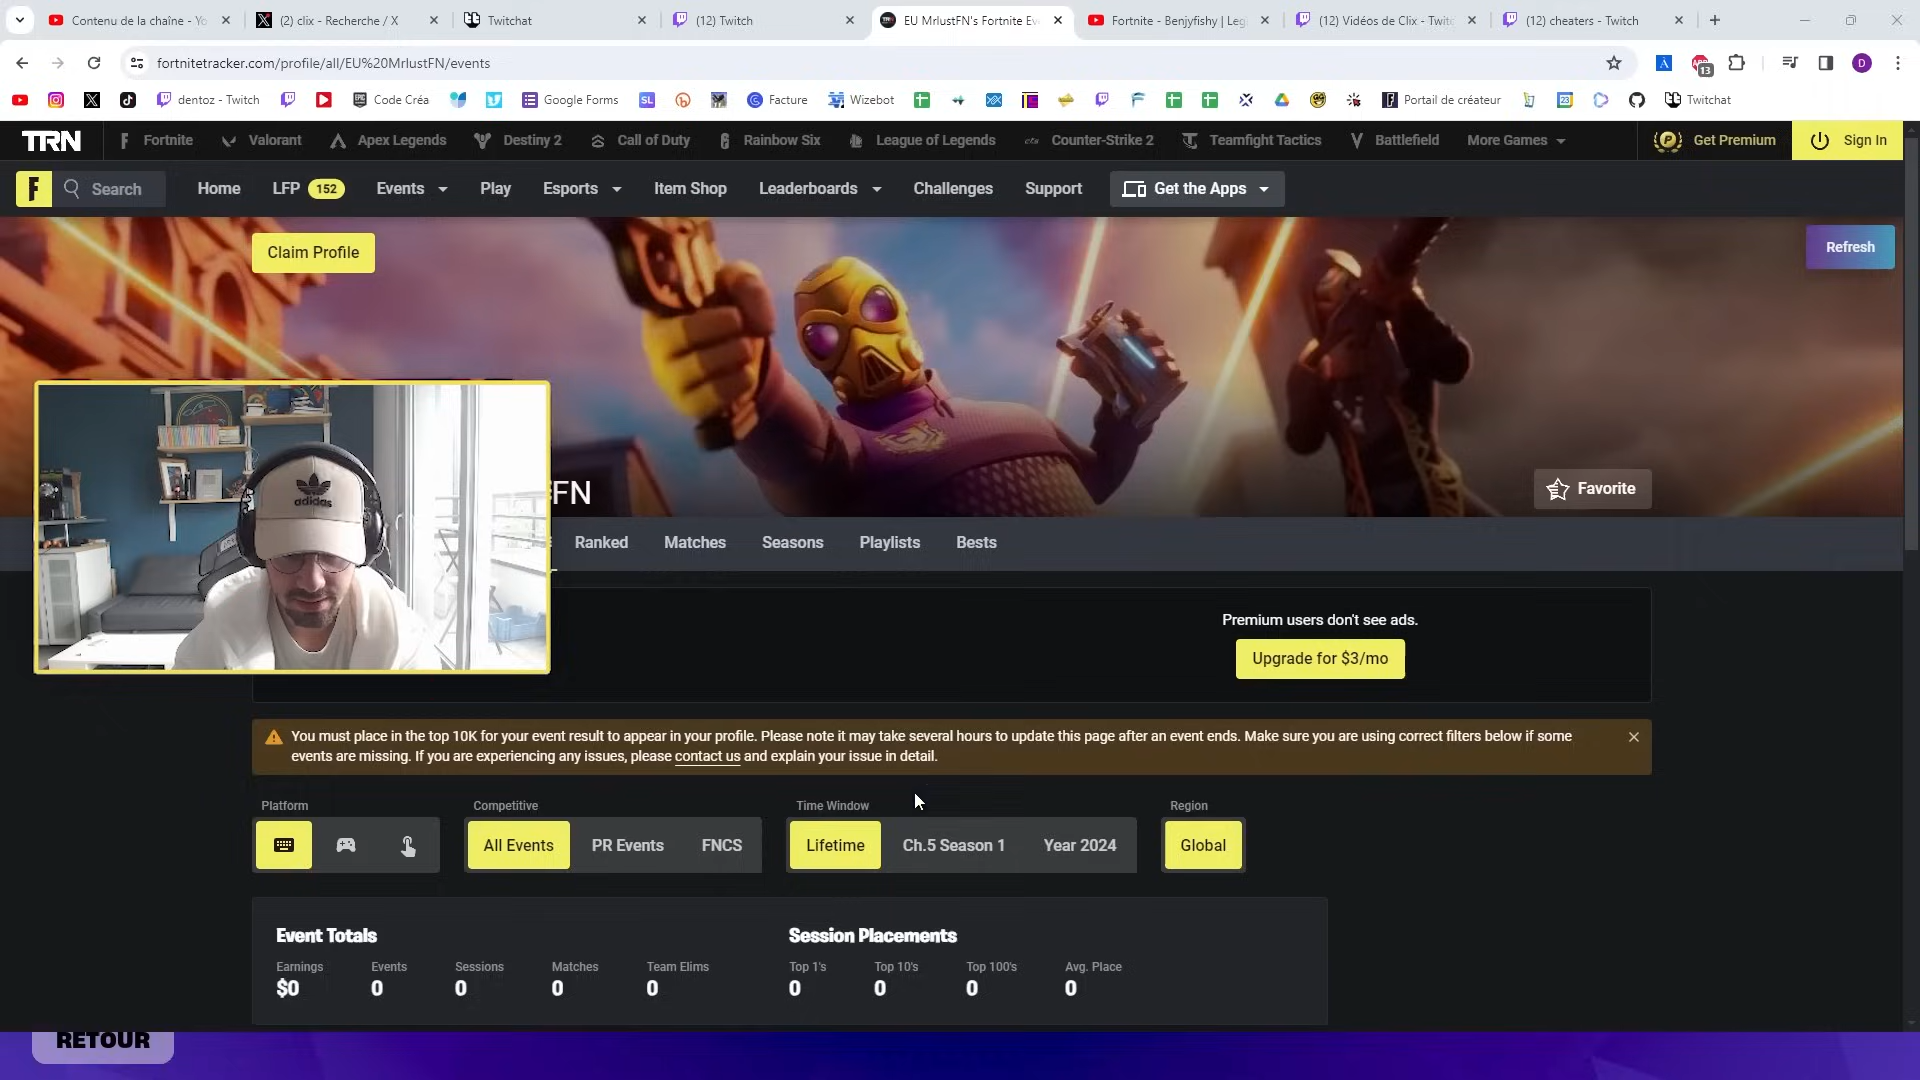 Contenu de la chaîne - Yo
(2) clix - Recherche / X
Twitchat
(12) Twitch
EU MrlustFN's Fortnite Eve
Fortnite - Benjyfishy | Leg
(12) Vidéos de Clix - Twitc
(12) cheaters - Twitch
fortnitetracker.com/profile/all/EU%20MrlustFN/events
13
D
dentoz - Twitch
Code Créa
Google Forms
SL
Facture
Wizebot
Portail de créateur
23
Twitchat
TRN
Fortnite
Valorant
Apex Legends
Destiny 2
Call of Duty
Rainbow Six
League of Legends
Counter-Strike 2
Teamfight Tactics
Battlefield
More Games
Get Premium
Sign In
Search
Home
LFP 152
Events
Play
Esports
Item Shop
Leaderboards
Challenges
Support
Get the Apps
Claim Profile
Refresh
adidas
FN
Favorite
Ranked
Matches
Seasons
Playlists
Bests
Premium users don't see ads.
Upgrade for $3/mo
You must place in the top 10K for your event result to appear in your profile. Please note it may take several hours to update this page after an event ends. Make sure you are using correct filters below if some
events are missing. If you are experiencing any issues, please contact us and explain your issue in detail.
Platform
Competitive
Time Window
Region
All Events
PR Events
FNCS
Lifetime
Ch.5 Season 1
Year 2024
Global
Event Totals
Session Placements
Earnings
Events
Sessions
Matches
Team Elims
Top 1's
Top 10's
Top 100's
Avg. Place
$0
0
0
0
0
0
0
0
0
RETOUR